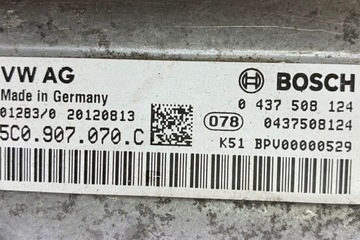 VW AG
BOSCH
Made in Germany
0 437 508 124
01283/0 20120813
078
0437508124
5C0.907.070.C
K51 BPV00000529